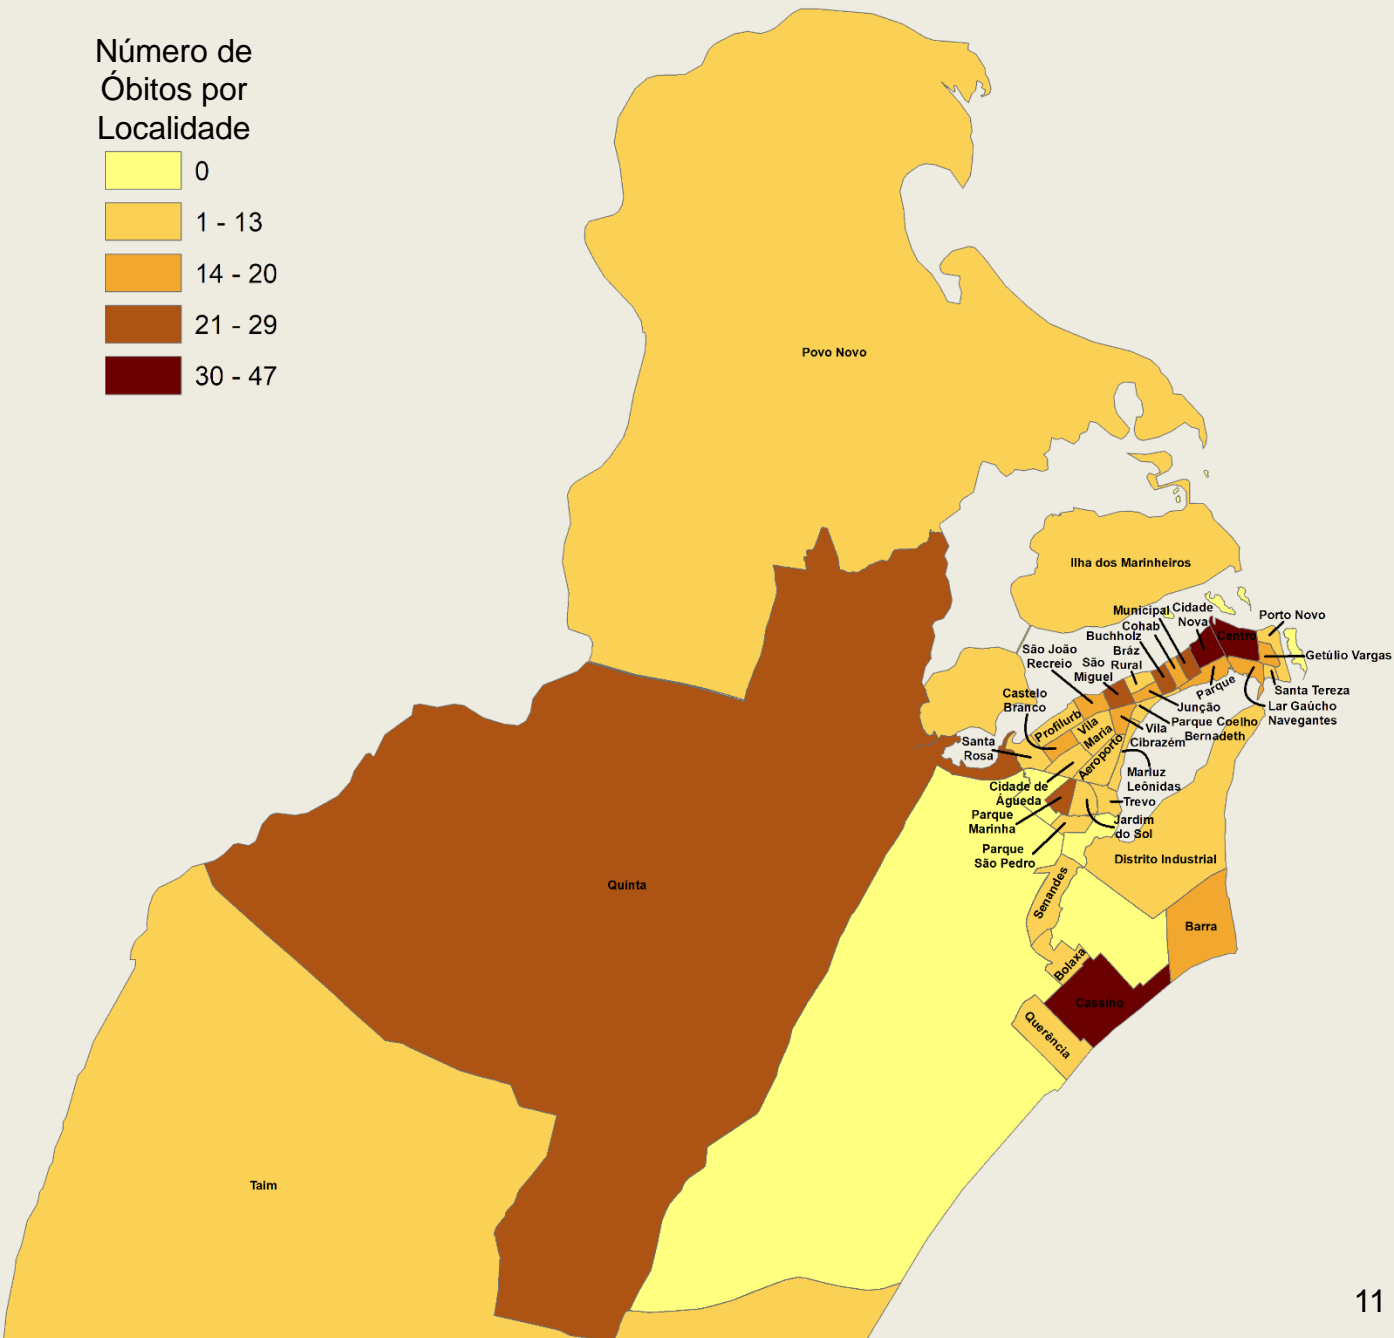 Número de
Óbitos por
Localidade
0
1 - 13
14 - 20
21 - 29
30 - 47
Povo Novo
Ilha dos Marinheiros
Municipal
Cidade
Nova
Porto Novo
Cohab
Centro
Buchholz
Getúlio Vargas
São João
Recreio
Bráz
Rural
São
Miguel
Parque
Santa Tereza
Castelo
Branco
Junção
Lar Gaúcho
Navegantes
Profilurb
Vila
Maria
Vila
Cibrazém
Parque Coelho
Bernadeth
Santa
Rosa
Aeroporto
Marluz
Leônidas
Cidade de
Águeda
Trevo
Parque
Marinha
Jardim
do Sol
Parque
São Pedro
Distrito Industrial
Quinta
Senandes
Barra
Bolaxa
Cassino
Querência
Taim
11